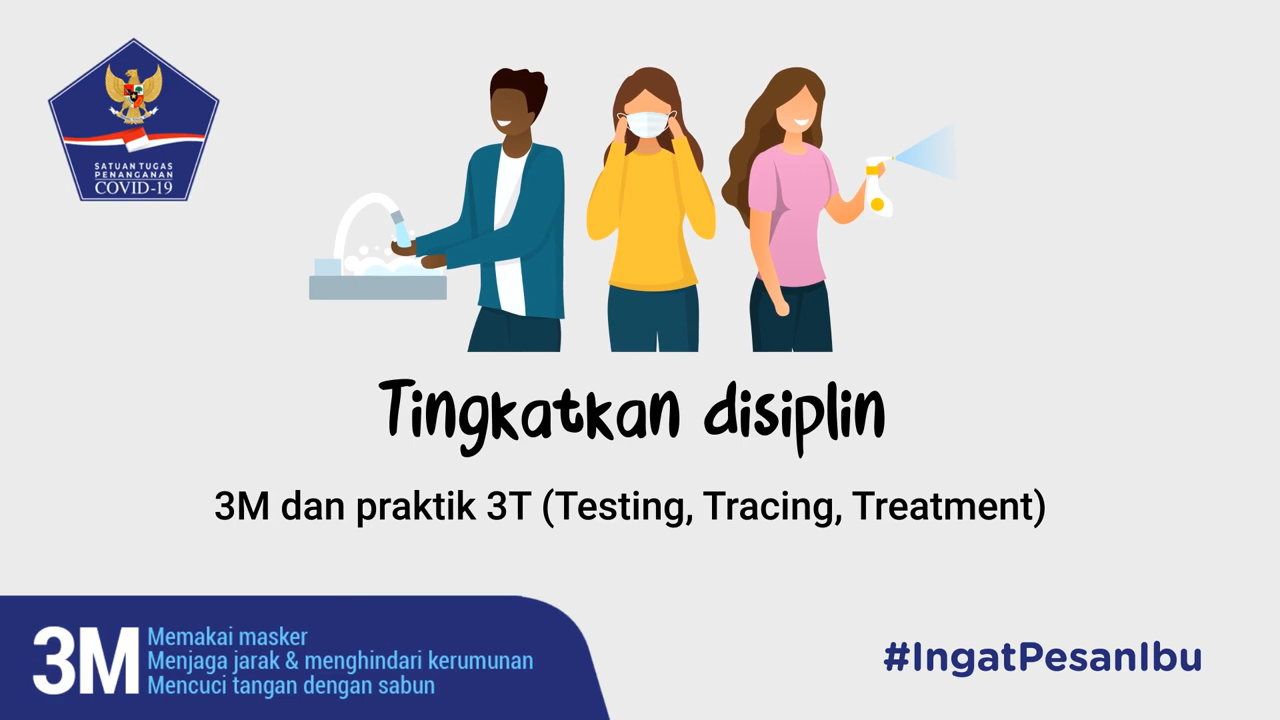 SATUAN TUGAS
PENANGANAN
COVID-19
Tingkatkan disiplin
3M dan praktik 3T (Testing, Tracing, Treatment)
3M
Memakai masker
Menjaga jarak & menghindari kerumunan
Mencuci tangan dengan sabun
#IngatPesanIbu